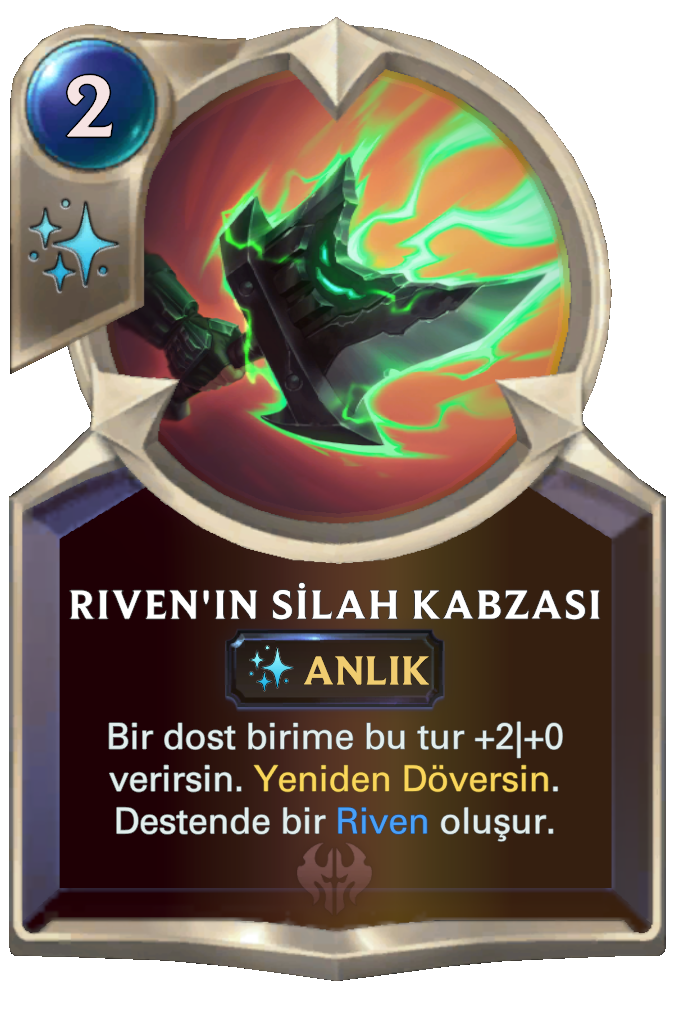 2
RIVEN'IN SİLAH KABZASI
ANLIK
Bir dost birime bu tur +2|+0
verirsin. Yeniden Döversin.
Destende bir Riven oluşur.